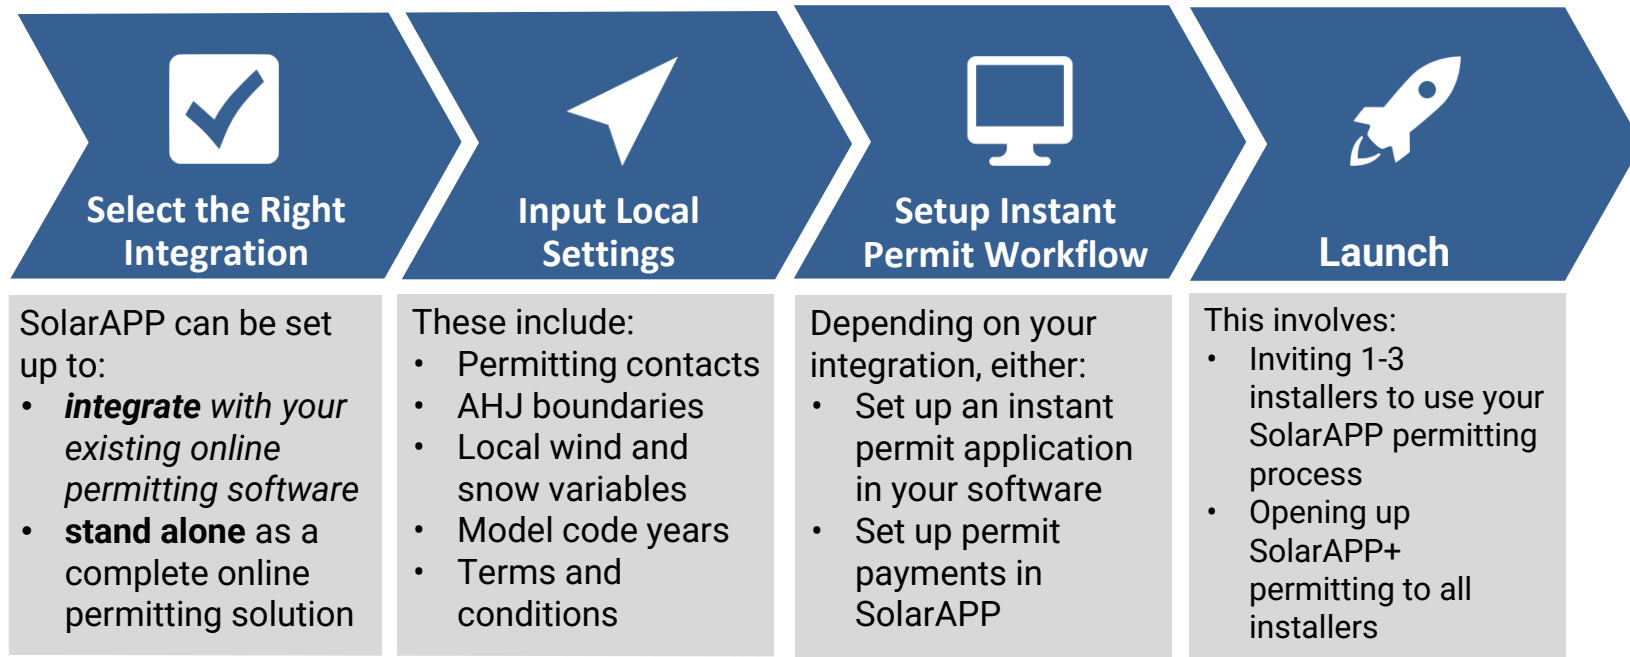 Select the Right
Integration
SolarAPP can be set
up to:
• integrate with your
existing online
permitting software
• stand alone as a
complete online
permitting solution
Input Local
Settings
These include:
• Permitting contacts
• AHJ boundaries
• Local wind and
snow variables
• Model code years
• Terms and
conditions
Setup Instant
Permit Workflow
Depending on your
integration, either:
• Set up an instant
permit application
in your software
• Set up permit
payments in
SolarAPP
Launch
This involves:
• Inviting 1-3
installers to use your
SolarAPP permitting
process
• Opening up
SolarAPP+
permitting to all
installers